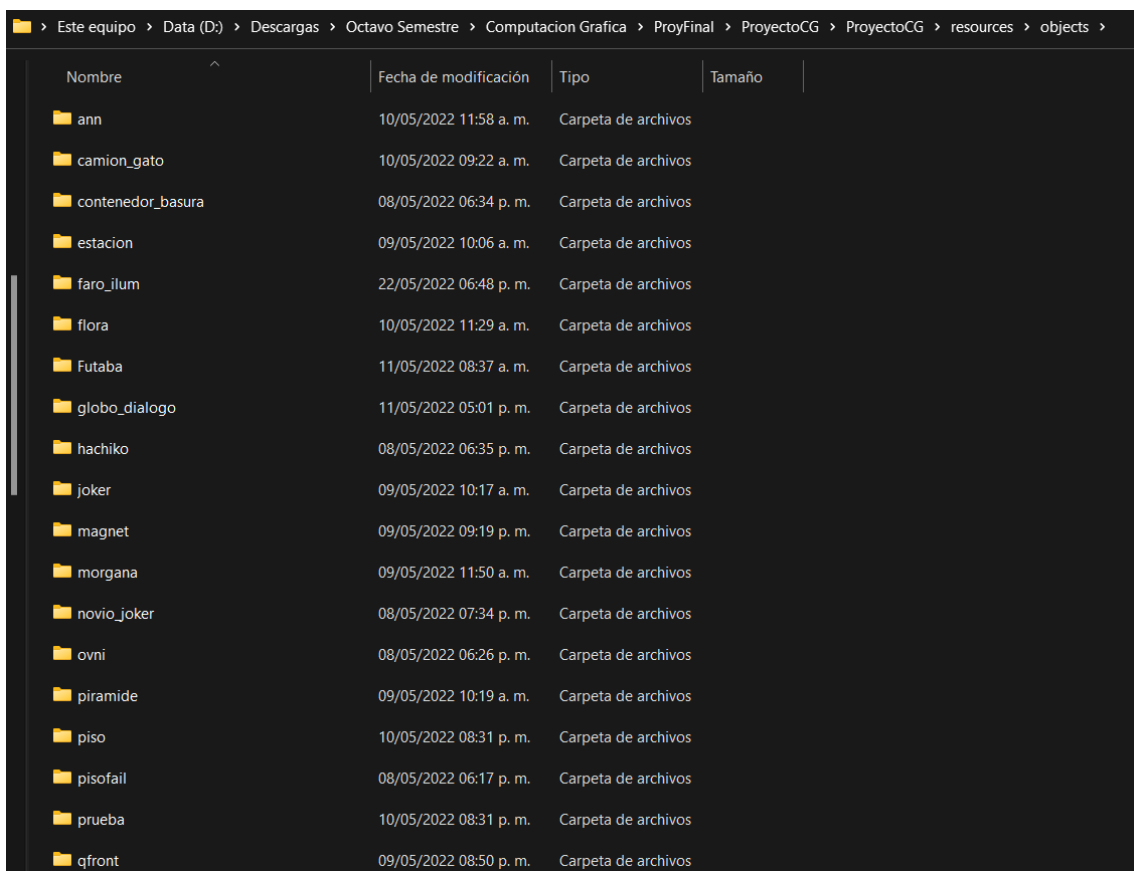 Este equipo > Data (D:) > Descargas > Octavo Semestre > Computacion Grafica > ProyFinal > ProyectoCG > ProyectoCG > resources > objects >
Nombre Fecha de modificación Tipo Tamaño
ann 10/05/2022 11:58 a. m. Carpeta de archivos
camion_gato 10/05/2022 09:22 a. m. Carpeta de archivos
contenedor_basura 08/05/2022 06:34 p. m. Carpeta de archivos
estacion 09/05/2022 10:06 a. m. Carpeta de archivos
faro_ilum 22/05/2022 06:48 p. m. Carpeta de archivos
flora 10/05/2022 11:29 a. m. Carpeta de archivos
Futaba 11/05/2022 08:37 a. m. Carpeta de archivos
globo_dialogo 11/05/2022 05:01 p. m. Carpeta de archivos
hachiko 08/05/2022 06:35 p. m. Carpeta de archivos
joker 09/05/2022 10:17 a. m. Carpeta de archivos
magnet 09/05/2022 09:19 p. m. Carpeta de archivos
morgana 09/05/2022 11:50 a. m. Carpeta de archivos
novio_joker 08/05/2022 07:34 p. m. Carpeta de archivos
ovni 08/05/2022 06:26 p. m. Carpeta de archivos
piramide 09/05/2022 10:19 a. m. Carpeta de archivos
piso 10/05/2022 08:31 p. m. Carpeta de archivos
pisofail 08/05/2022 06:17 p. m. Carpeta de archivos
prueba 10/05/2022 08:31 p. m. Carpeta de archivos
qfront 09/05/2022 08:50 p. m. Carpeta de archivos